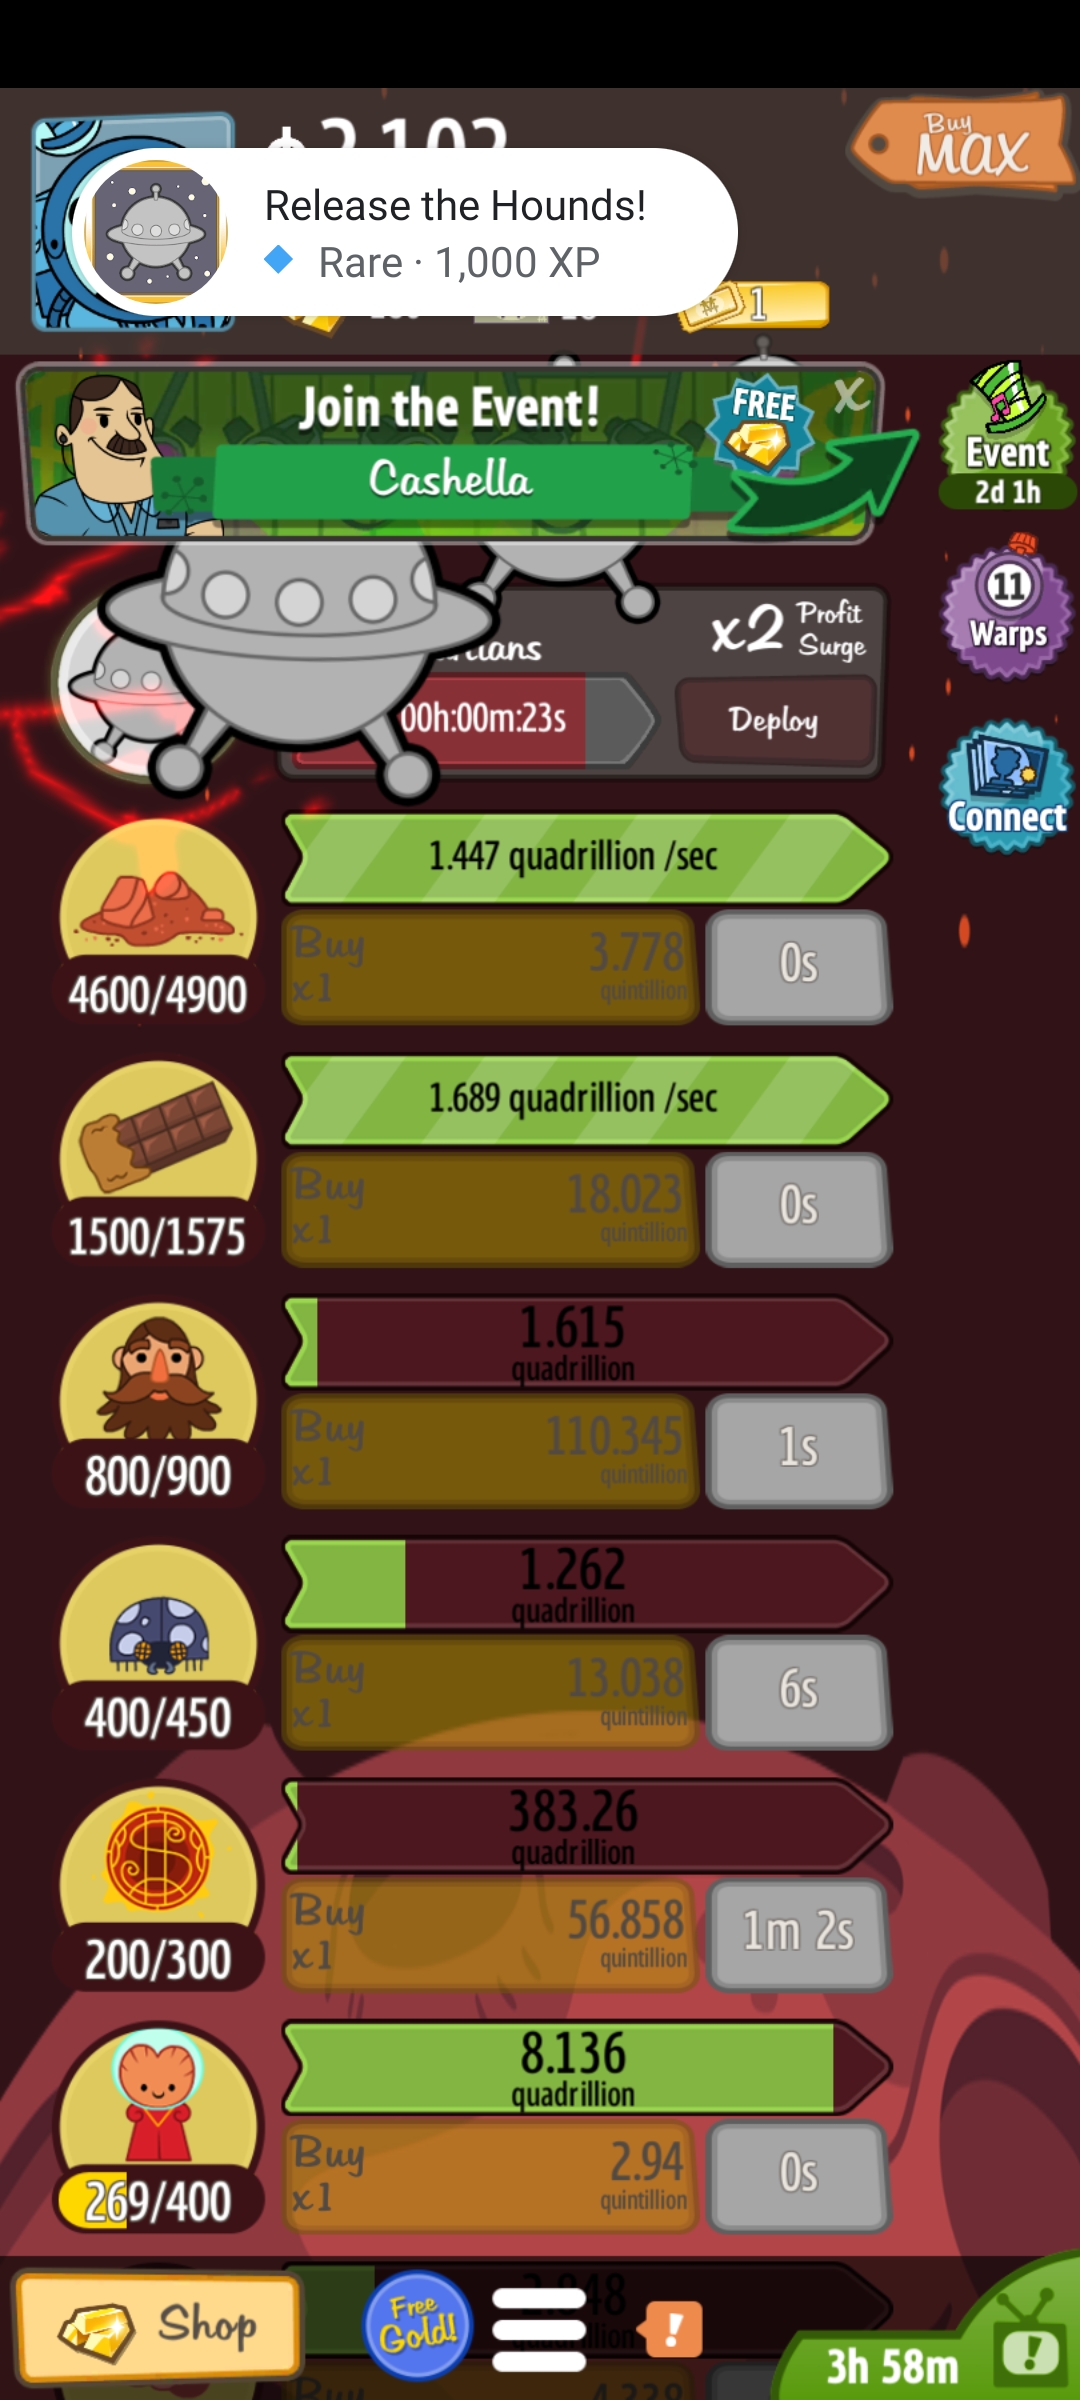 $2.102
Buy
MAX
Release the Hounds!
Rare · 1,000 XP
1
Join the Event!
FREE
X
Cashella
Event
2d 1h
x2 Profit
Surge
00h:00m:23s
Deploy
11
Warps
Connect
1.447 quadrillion /sec
4600/4900
Buy
x1
3.778
quintillion
0s
1.689 quadrillion /sec
1500/1575
Buy
x1
18.023
quintillion
0s
1.615
quadrillion
800/900
Buy
x1
110.345
quintillion
1s
1.262
quadrillion
400/450
Buy
x1
13.038
quintillion
6s
383.26
quadrillion
200/300
Buy
x1
56.858
quintillion
1m 2s
8.136
quadrillion
269/400
Buy
x1
2.94
quintillion
0s
Shop
Free
Gold!
!
3h 58m
!
Buy
4.339